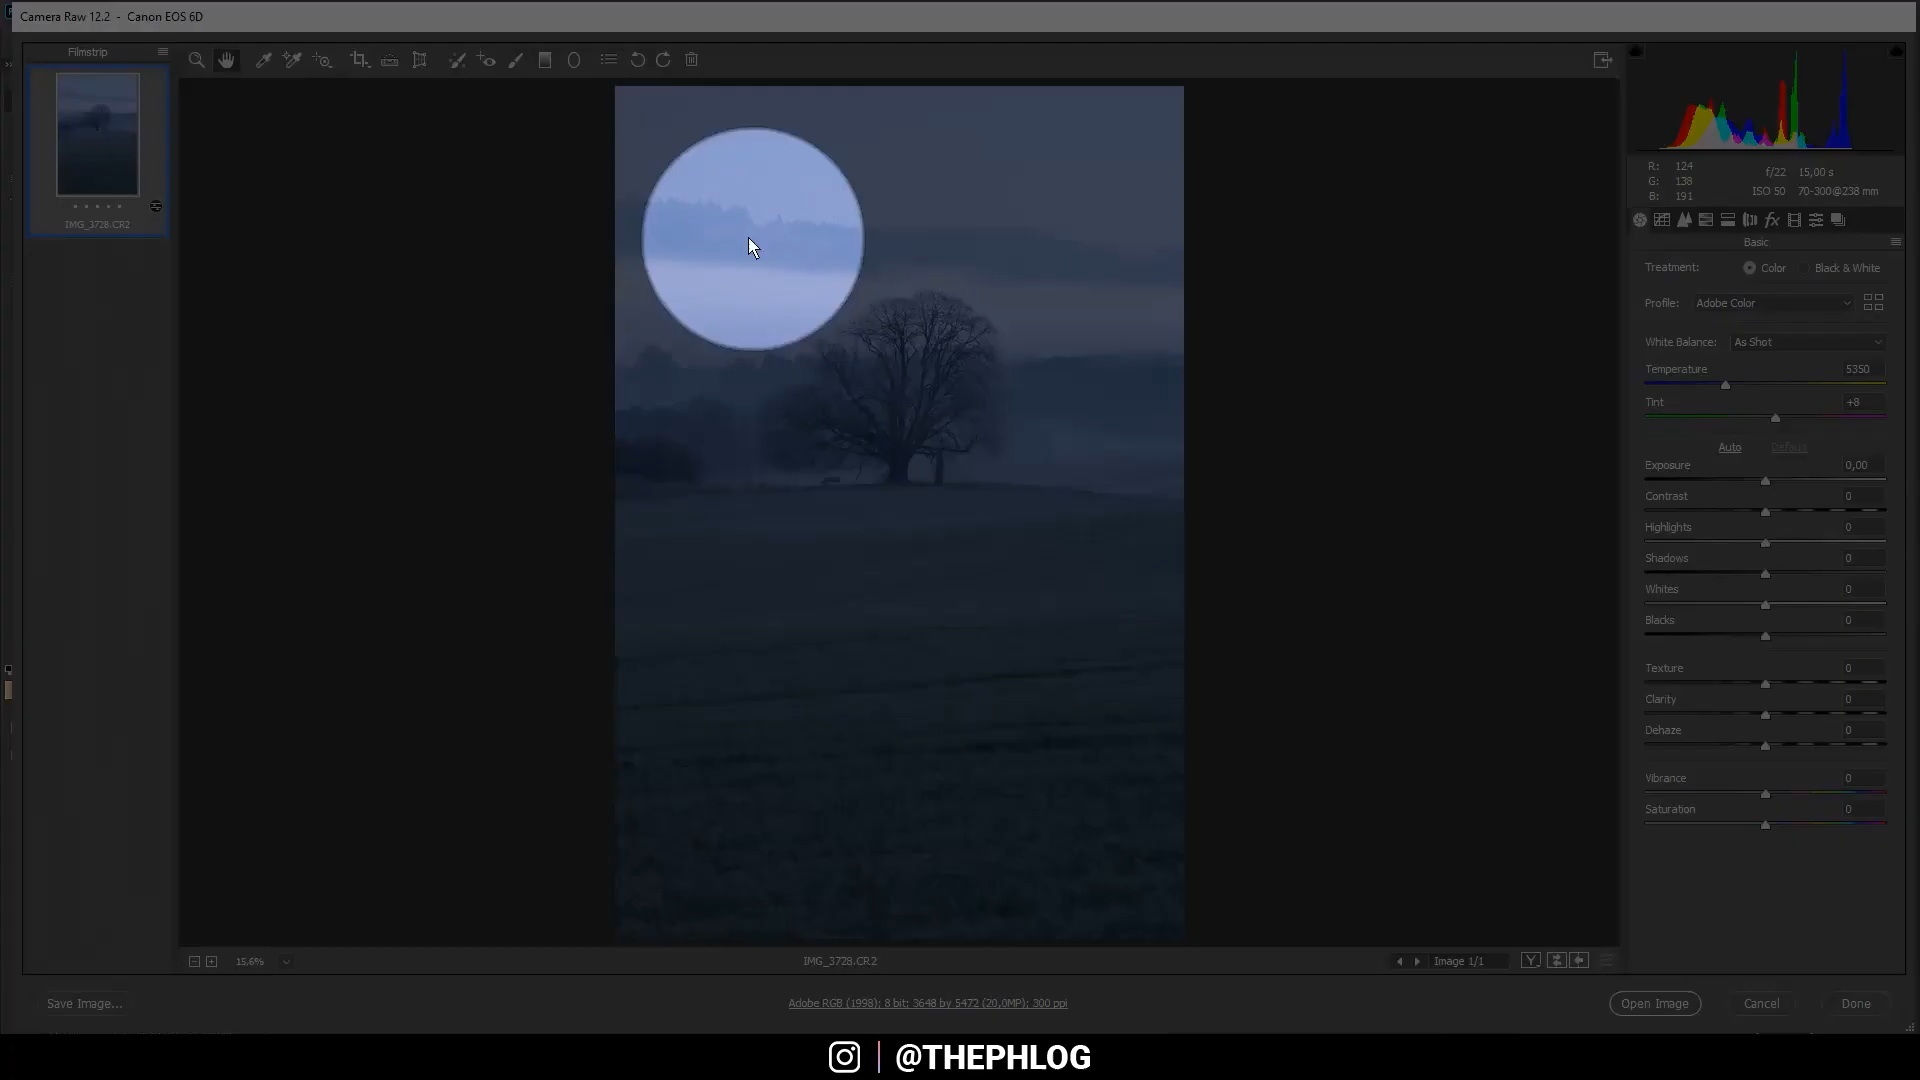 Camera Raw 12.2 - Canon EOS 6D
Filmstrip
IMG_3728.CR2
R: 124
G: 138
B: 191
f/22 15,00 s
ISO 50 70-300@238 mm
Basic
Treatment: Color Black & White
Profile: Adobe Color
White Balance: As Shot
Temperature 5350
Tint +8
Auto Default
Exposure 0,00
Contrast 0
Highlights 0
Shadows 0
Whites 0
Blacks 0
Texture 0
Clarity 0
Dehaze 0
Vibrance 0
Saturation 0
15,6%
IMG_3728.CR2
Image 1/1
Y
Save Image...
Adobe RGB (1998); 8 bit; 3648 by 5472 (20,0MP); 300 ppi
Open Image
Cancel
Done
@THEPHLOG